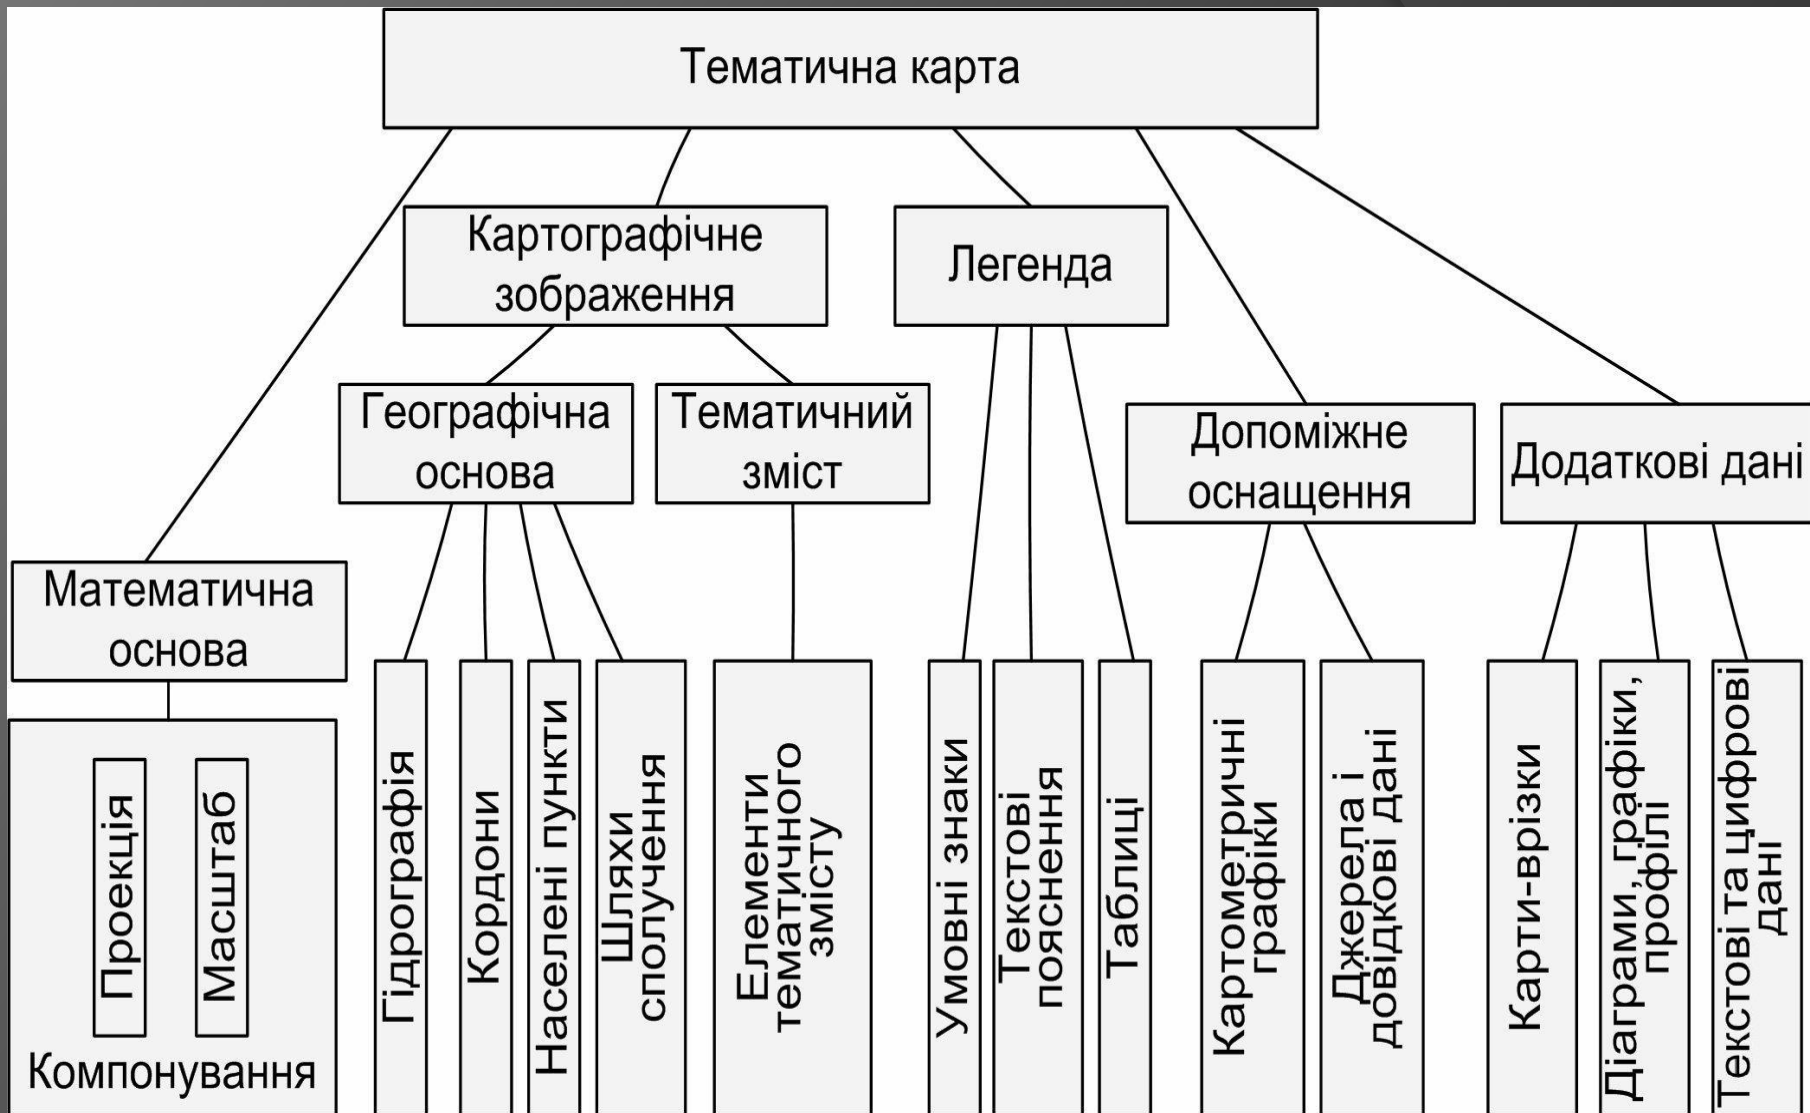 Тематична карта
Картографічне
зображення
Легенда
Географічна
основа
Тематичний
зміст
Допоміжне
оснащення
Додаткові дані
Математична
основа
Проекція
Масштаб
Компонування
Гідрографія
Кордони
Населені пункти
Шляхи
сполучення
Елементи
тематичного
змісту
Умовні знаки
Текстові
пояснення
Таблиці
Картометричні
графіки
Джерела і
довідкові дані
Карти-врізки
Діаграми, графіки,
профілі
Текстові та цифрові
дані